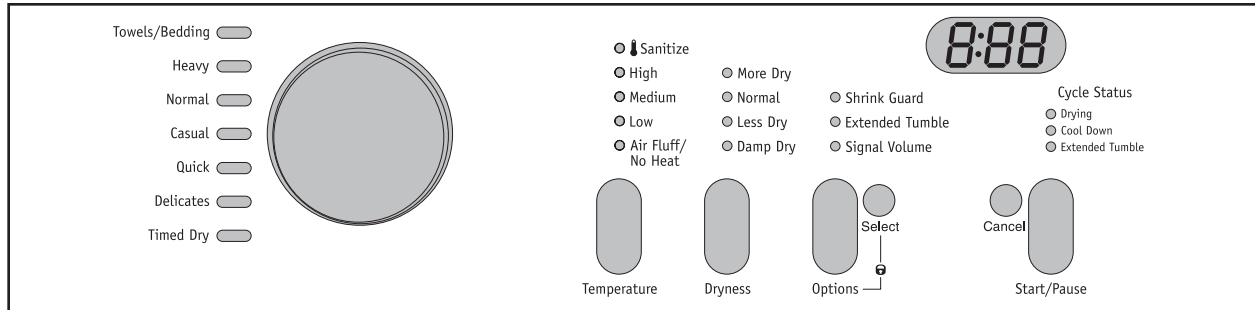 Towels/Bedding
Heavy
Normal
Casual
Quick
Delicates
Timed Dry
Sanitize
High
Medium
Low
Air Fluff/
No Heat
Temperature
More Dry
Normal
Less Dry
Damp Dry
Dryness
Shrink Guard
Extended Tumble
Signal Volume
Select
Options
8:88
Cycle Status
Drying
Cool Down
Extended Tumble
Cancel
Start/Pause